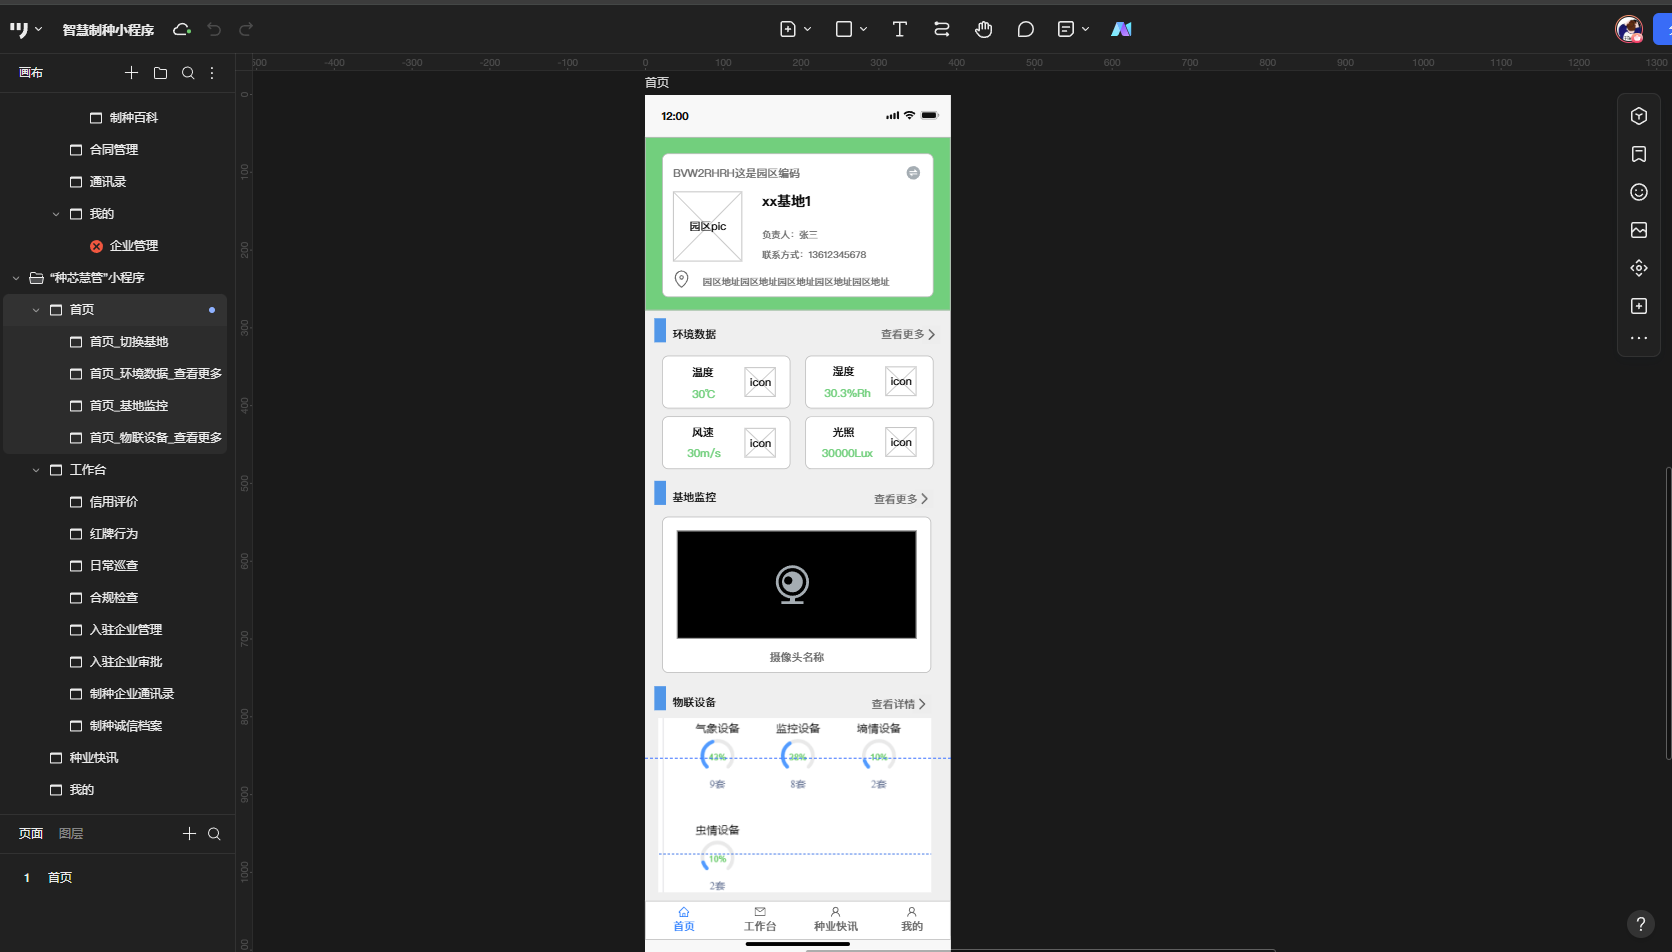 智慧制种小程序
画布
制种百科
合同管理
通讯录
我的
企业管理
“种芯慧管”小程序
首页
首页_切换基地
首页_环境数据_查看更多
首页_基地监控
首页_物联设备_查看更多
工作台
信用评价
红牌行为
日常巡查
合规检查
入驻企业管理
入驻企业审批
制种企业通讯录
制种诚信档案
种业快讯
我的
页面 图层
1 首页
-400 -300 -200 -100 0 100 200 300 400 500 600 700 800 900 1000 1100 1200 1300
0
100
200
300
400
500
600
700
800
900
1000
首页
12:00
BVW2RHRH这是园区编码
园区pic
xx基地1
负责人：张三
联系方式：13612345678
园区地址园区地址园区地址园区地址园区地址
环境数据 查看更多
温度
30℃
icon
湿度
30.3%Rh
icon
风速
30m/s
icon
光照
30000Lux
icon
基地监控 查看更多
摄像头名称
物联设备 查看详情
气象设备 监控设备 墒情设备
43% 28% 10%
9套 8套 2套
虫情设备
10%
2套
首页 工作台 种业快讯 我的
?